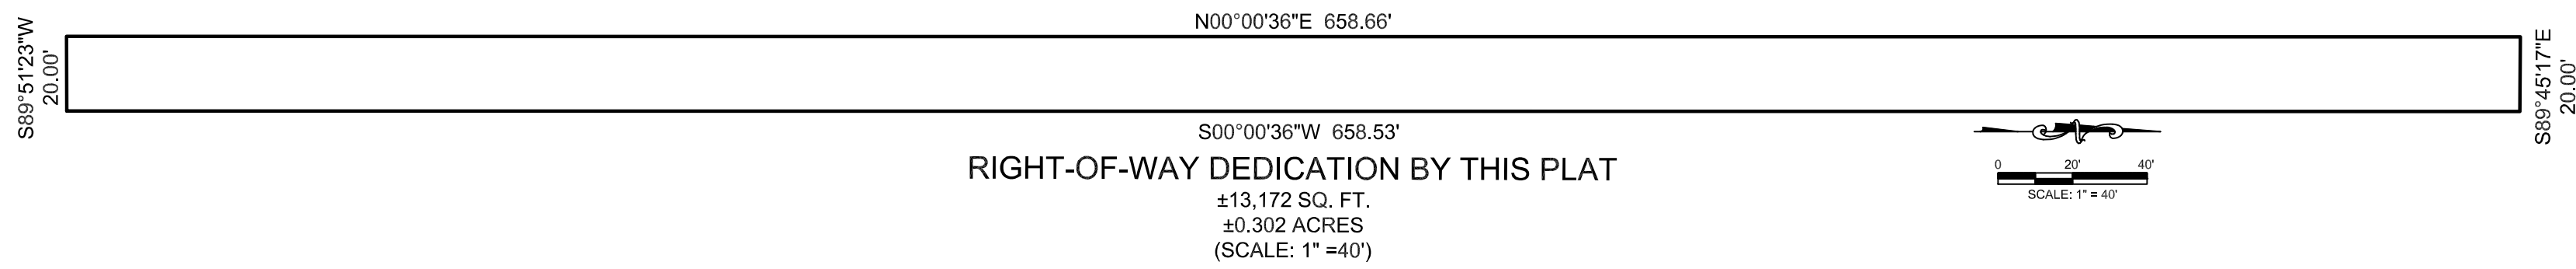 N00°00'36"E 658.66'
S89°51'23"W
20.00'
S89°45'17"E
20.00'
S00°00'36"W 658.53'
RIGHT-OF-WAY DEDICATION BY THIS PLAT
±13,172 SQ. FT.
±0.302 ACRES
(SCALE: 1" =40')
0 20' 40'
SCALE: 1" = 40'